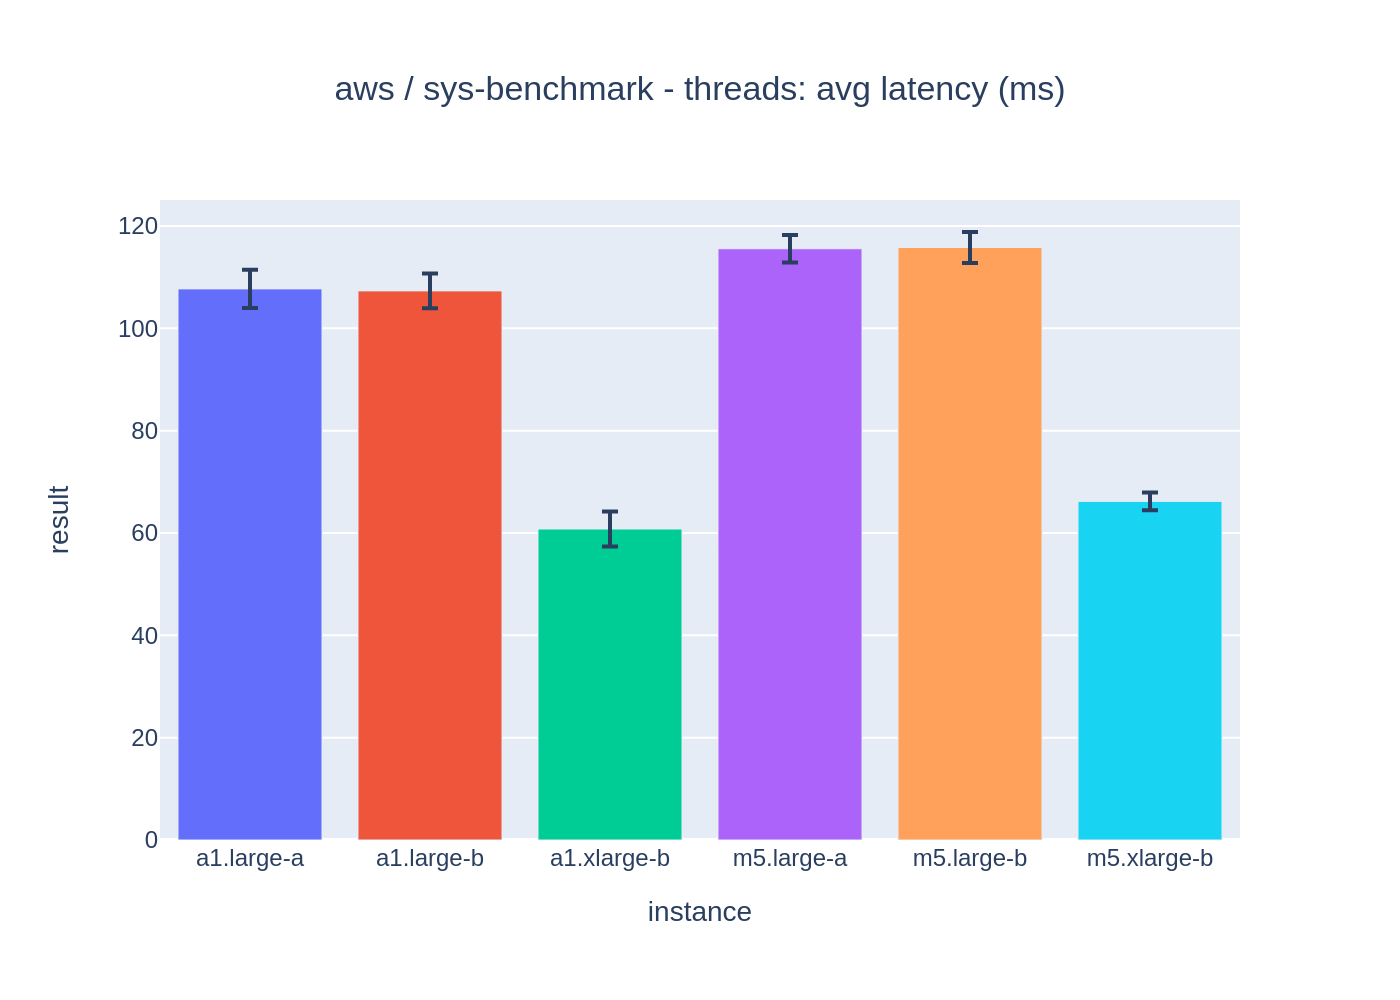 aws / sys-benchmark - threads: avg latency (ms)
120
100
80
60
40
20
0
result
a1.large-a
a1.large-b
a1.xlarge-b
m5.large-a
m5.large-b
m5.xlarge-b
instance